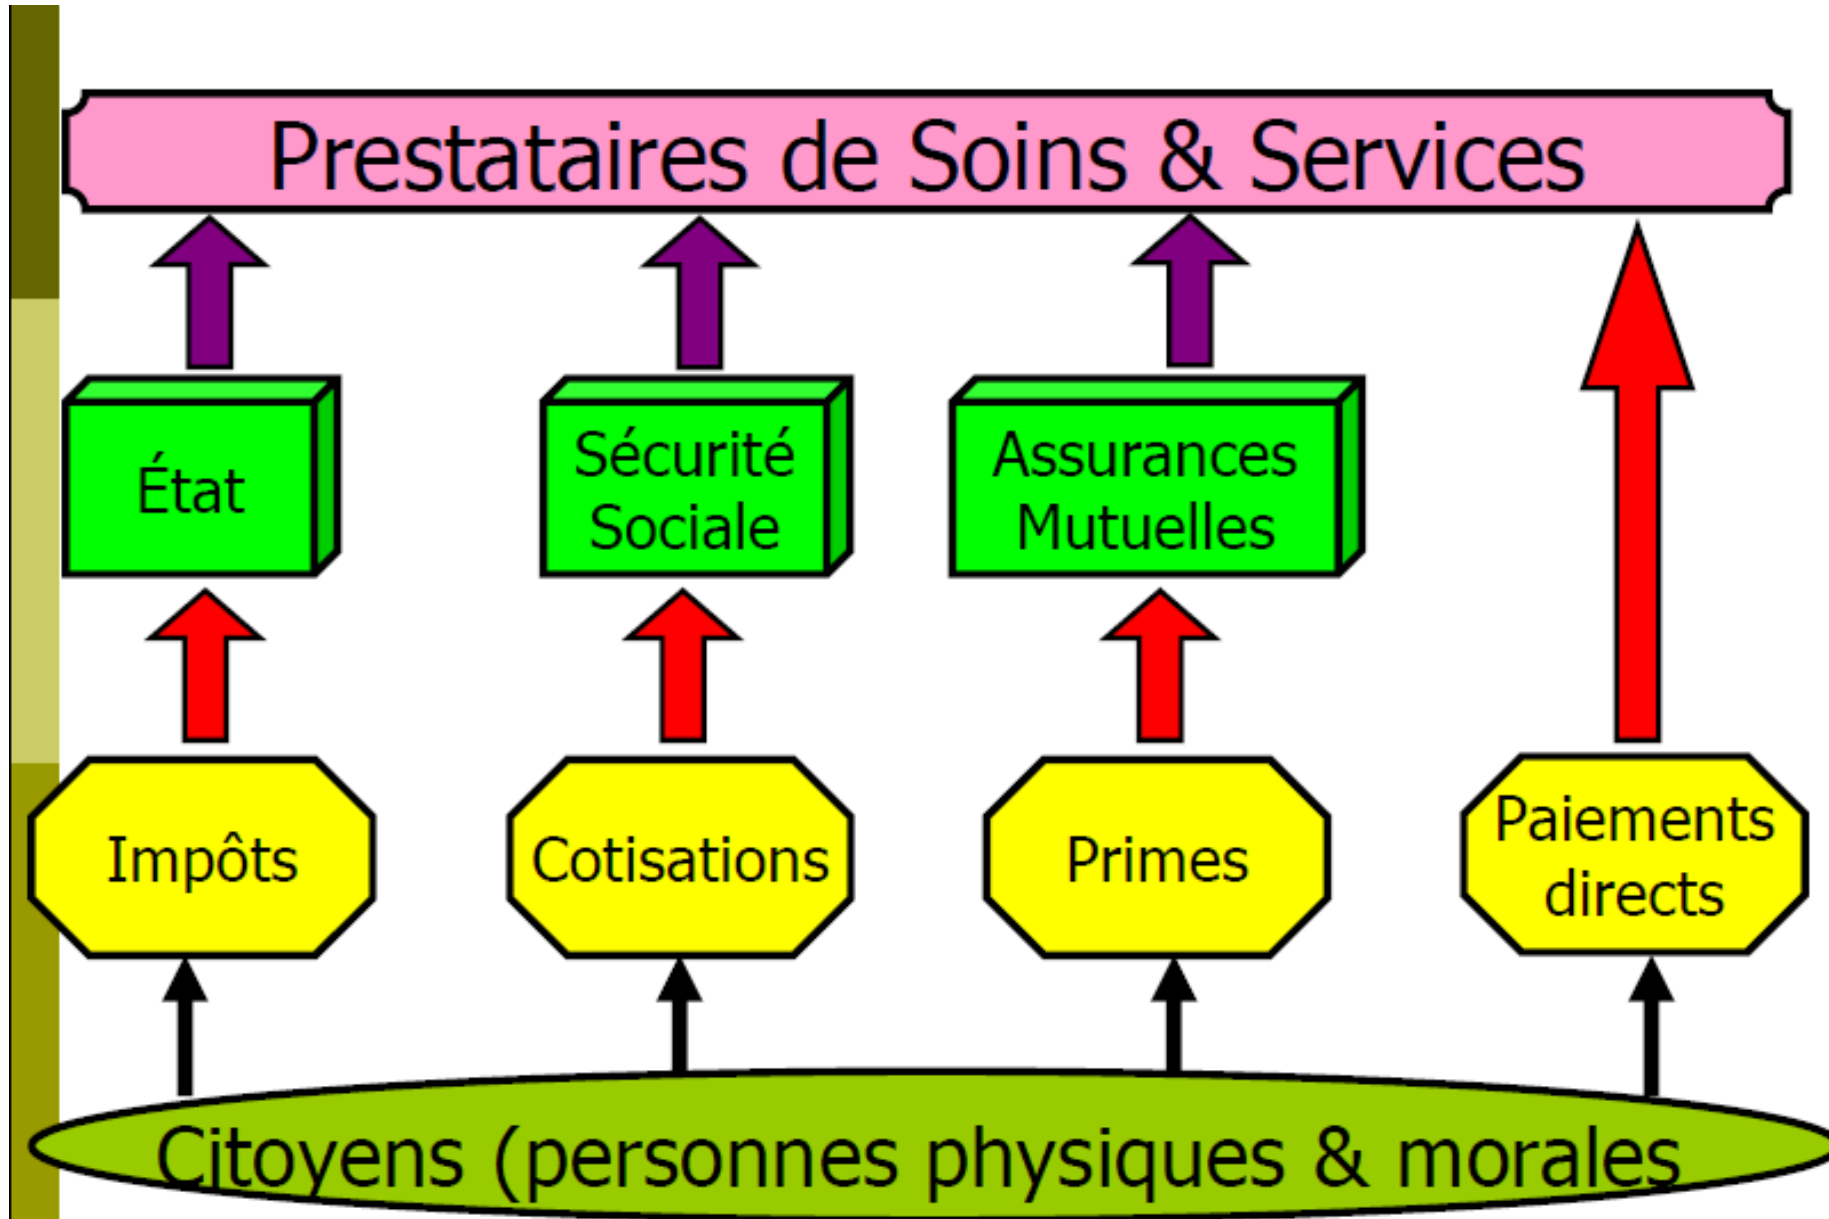 Prestataires de Soins & Services
État
Sécurité
Sociale
Assurances
Mutuelles
Impôts
Cotisations
Primes
Paiements
directs
Citoyens (personnes physiques & morales